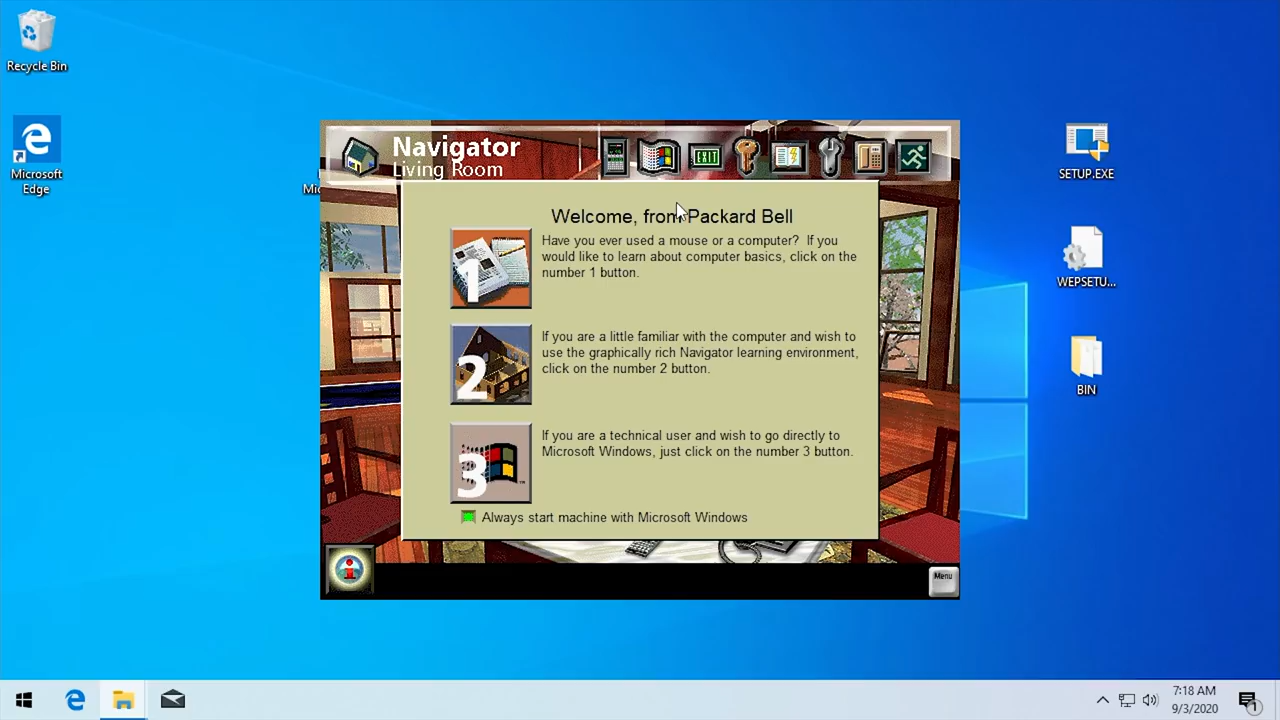 Recycle Bin
Microsoft
Edge
Mic
Navigator
Living Room
EXIT
Welcome, from Packard Bell
1
Have you ever used a mouse or a computer?  If you
would like to learn about computer basics, click on the
number 1 button.
2
If you are a little familiar with the computer and wish to
use the graphically rich Navigator learning environment,
click on the number 2 button.
3
If you are a technical user and wish to go directly to
Microsoft Windows, just click on the number 3 button.
Always start machine with Microsoft Windows
Menu
SETUP.EXE
WEPSETU...
BIN
7:18 AM
9/3/2020
1